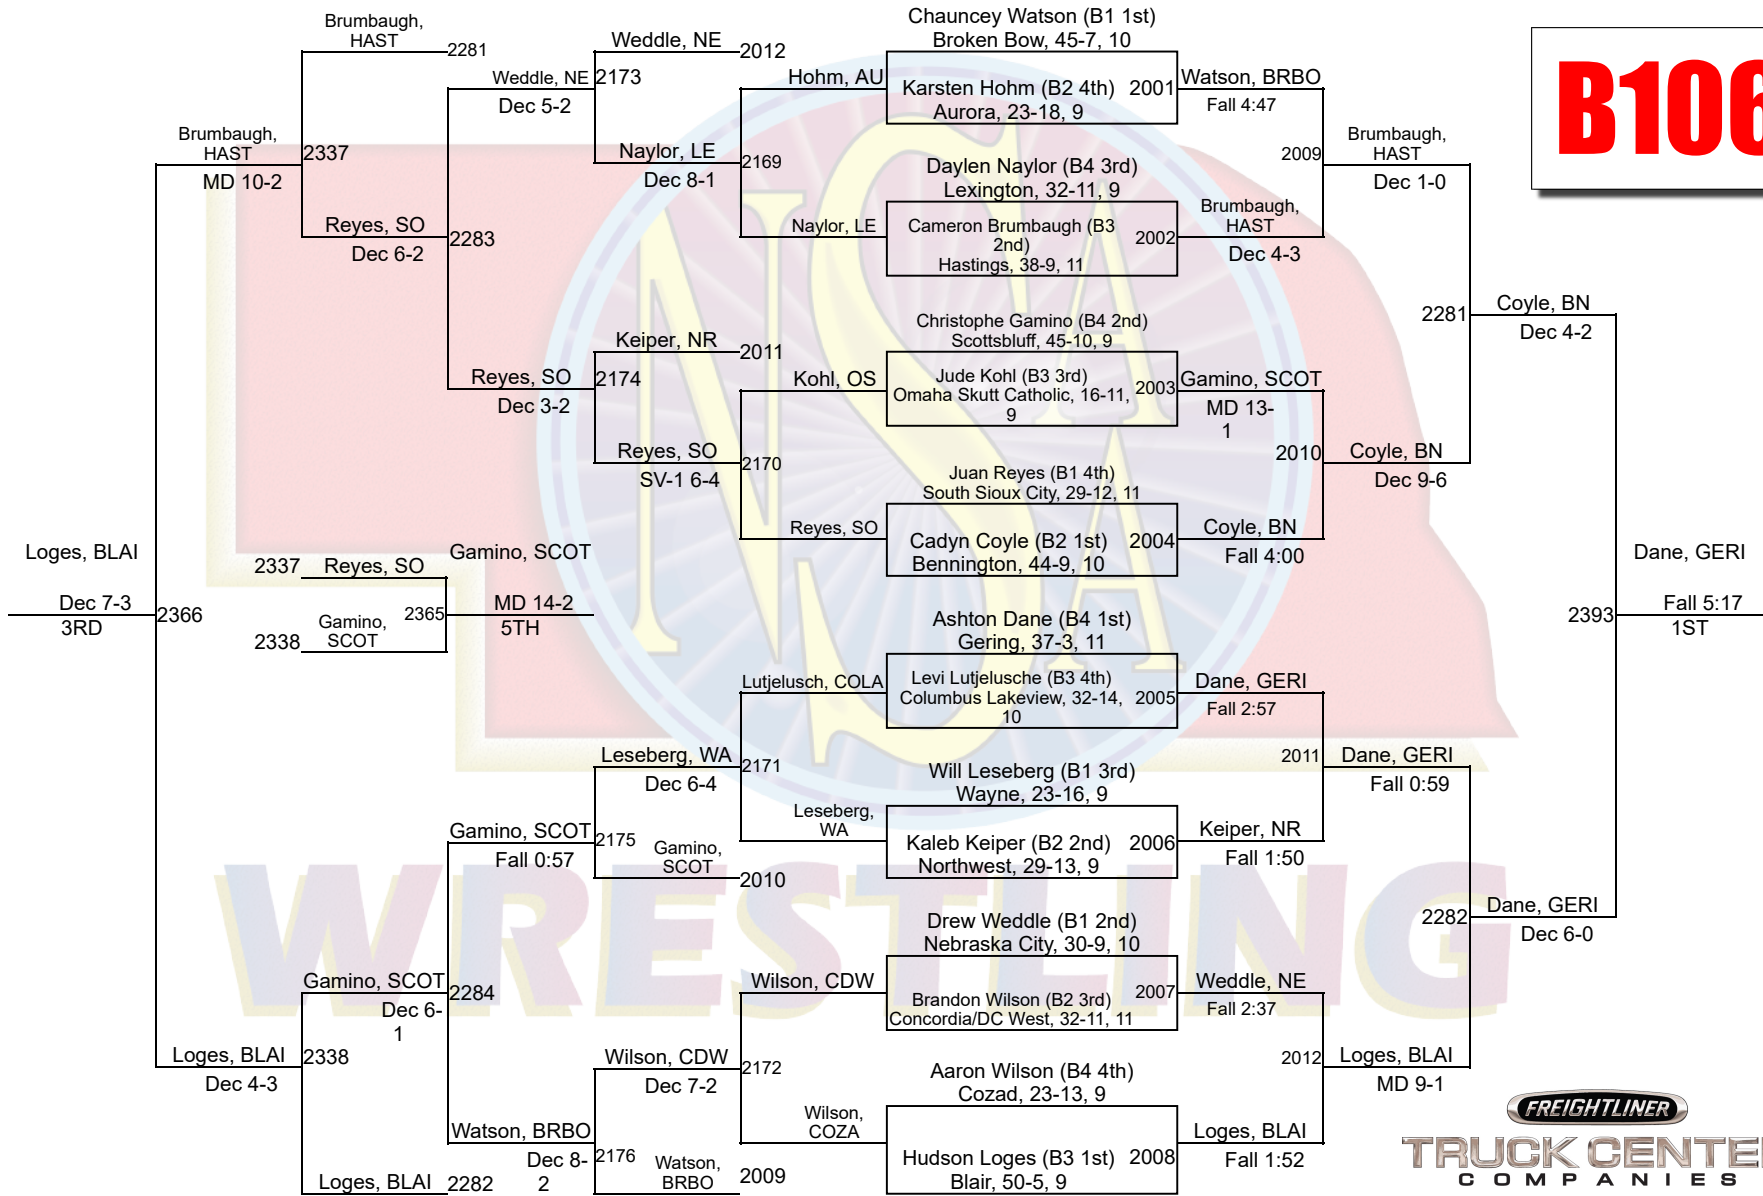 Chauncey Watson (B1 1st)
Broken Bow, 45-7, 10
Karsten Hohm (B2 4th)
Aurora, 23-18, 9
2001
Daylen Naylor (B4 3rd)
Lexington, 32-11, 9
Cameron Brumbaugh (B3
2nd)
Hastings, 38-9, 11
2002
Christophe Gamino (B4 2nd)
Scottsbluff, 45-10, 9
Jude Kohl (B3 3rd)
Omaha Skutt Catholic, 16-11,
9
2003
Juan Reyes (B1 4th)
South Sioux City, 29-12, 11
Cadyn Coyle (B2 1st)
Bennington, 44-9, 10
2004
Ashton Dane (B4 1st)
Gering, 37-3, 11
Levi Lutjelusche (B3 4th)
Columbus Lakeview, 32-14,
10
2005
Will Leseberg (B1 3rd)
Wayne, 23-16, 9
Kaleb Keiper (B2 2nd)
Northwest, 29-13, 9
2006
Drew Weddle (B1 2nd)
Nebraska City, 30-9, 10
Brandon Wilson (B2 3rd)
Concordia/DC West, 32-11, 11
2007
Aaron Wilson (B4 4th)
Cozad, 23-13, 9
Hudson Loges (B3 1st)
Blair, 50-5, 9
2008
Watson, BRBO
Fall 4:47
Brumbaugh,
HAST
Dec 4-3
Gamino, SCOT
MD 13-
1
Coyle, BN
Fall 4:00
Dane, GERI
Fall 2:57
Keiper, NR
Fall 1:50
Weddle, NE
Fall 2:37
Loges, BLAI
Fall 1:52
2009
Brumbaugh,
HAST
Dec 1-0
2010
Coyle, BN
Dec 9-6
2011
Dane, GERI
Fall 0:59
2012
Loges, BLAI
MD 9-1
2281
Coyle, BN
Dec 4-2
2282
Dane, GERI
Dec 6-0
2393
Dane, GERI
Fall 5:17
1ST
Hohm, AU
Naylor, LE
Kohl, OS
Reyes, SO
Lutjelusch, COLA
Leseberg,
WA
Wilson, CDW
Wilson,
COZA
Weddle, NE
2012
2169
Naylor, LE
Dec 8-1
Keiper, NR
2011
2170
Reyes, SO
SV-1 6-4
2171
Leseberg, WA
Dec 6-4
Gamino,
SCOT
2010
2172
Wilson, CDW
Dec 7-2
Watson,
BRBO
2009
2173
Weddle, NE
Dec 5-2
2174
Reyes, SO
Dec 3-2
2175
Gamino, SCOT
Fall 0:57
2176
Watson, BRBO
Dec 8-
2
Brumbaugh,
HAST
2281
2283
Reyes, SO
Dec 6-2
2284
Gamino, SCOT
Dec 6-
1
Loges, BLAI
2282
2337
Brumbaugh,
HAST
MD 10-2
2338
Loges, BLAI
Dec 4-3
2366
Loges, BLAI
Dec 7-3
3RD
2337
Reyes, SO
2338
Gamino,
SCOT
2365
Gamino, SCOT
MD 14-2
5TH
B106
NSAA
WRESTLING
FREIGHTLINER
TRUCK CENTE
COMPANIES